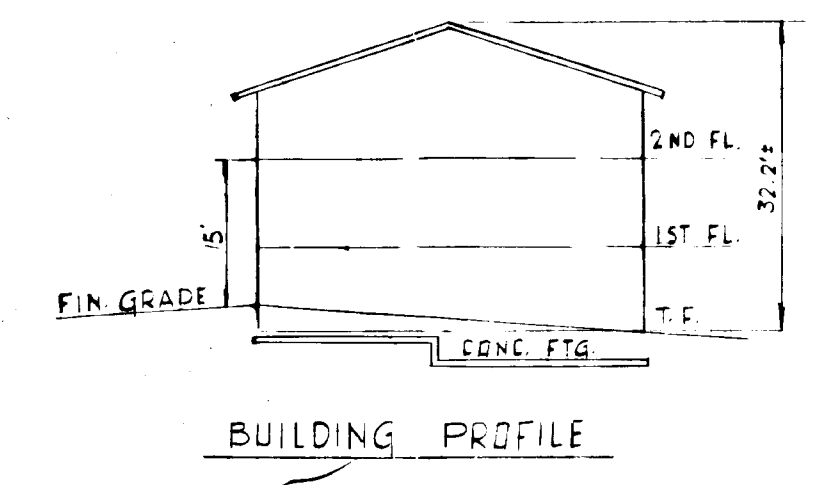 2ND FL.
32.2'±
15'
1ST FL.
FIN. GRADE
T.F.
CONC. FTG.
BUILDING PROFILE